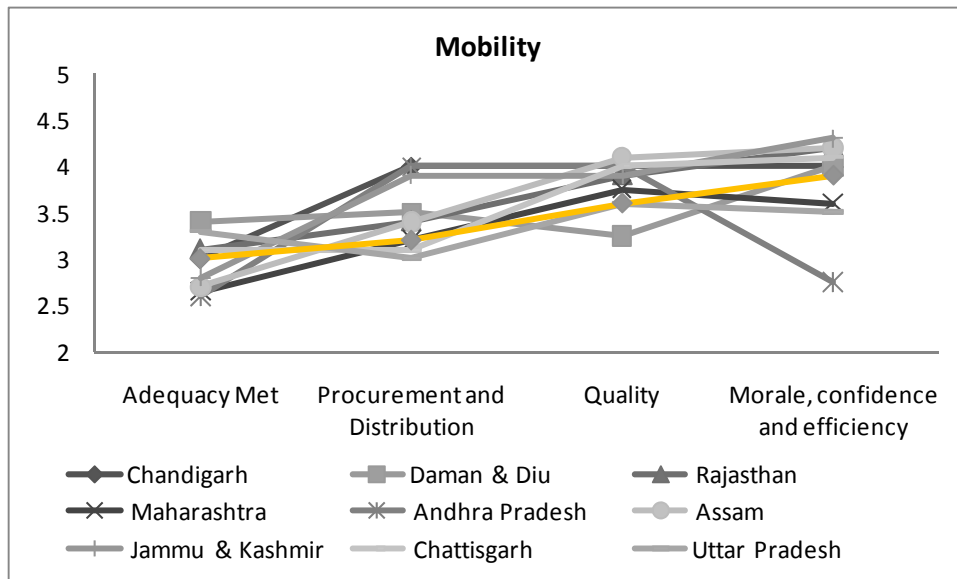 Mobility
5
4.5
4
3.5
3
2.5
2
Adequacy Met Procurement and Distribution Quality Morale, confidence and efficiency
Chandigarh Daman & Diu Rajasthan
Maharashtra Andhra Pradesh Assam
Jammu & Kashmir Chattisgarh Uttar Pradesh